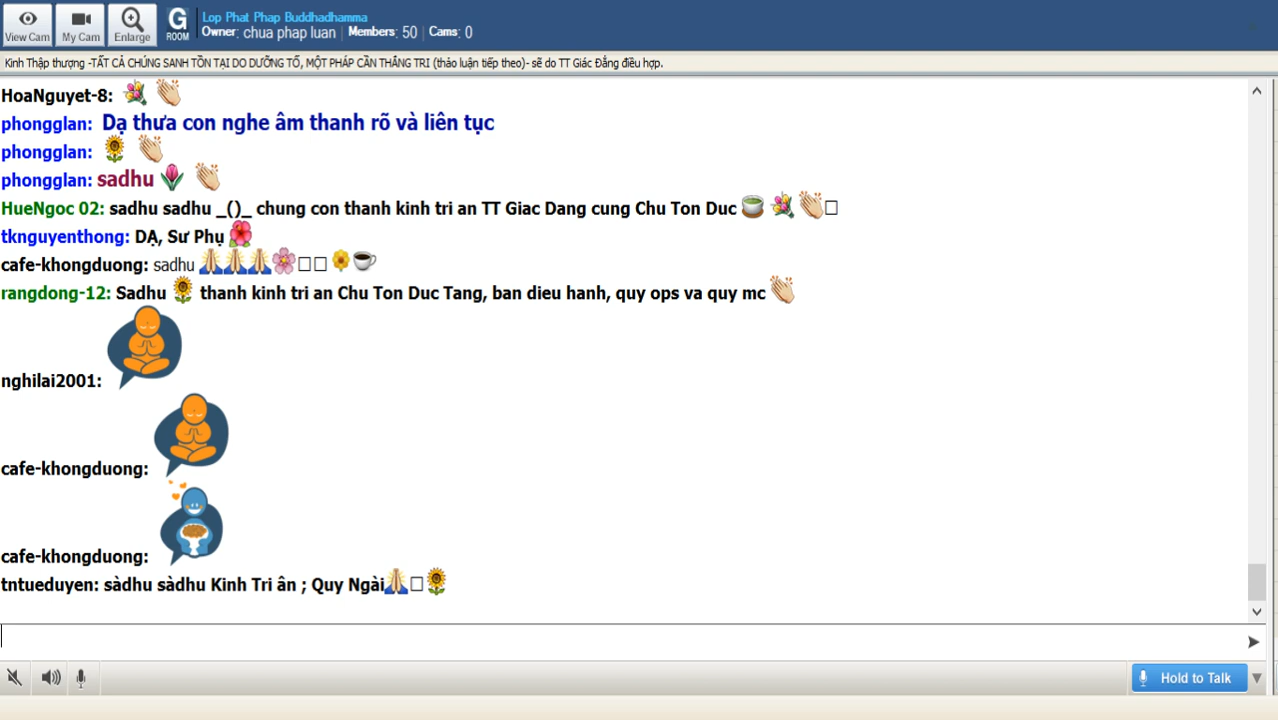 Lop Phat Phap Buddhadhamma
View Cam My Cam Enlarge G ROOM Owner: chua phap luan | Members: 50 | Cams: 0
Kinh Thập thượng -TẤT CẢ CHÚNG SANH TỒN TẠI DO DƯỠNG TỐ, MỘT PHÁP CẦN THẮNG TRI (thảo luận tiếp theo)- sẽ do TT Giác Đẳng điều hợp.
HoaNguyet-8:
phongglan: Dạ thưa con nghe âm thanh rõ và liên tục
phongglan:
phongglan: sadhu
HueNgoc 02: sadhu sadhu _()_ chung con thanh kinh tri an TT Giac Dang cung Chu Ton Duc
tknguyenthong: DẠ, Sư Phụ
cafe-khongduong: sadhu
rangdong-12: Sadhu thanh kinh tri an Chu Ton Duc Tang, ban dieu hanh, quy ops va quy mc
nghilai2001:
cafe-khongduong:
cafe-khongduong:
tntueduyen: sàdhu sàdhu Kinh Tri ân ; Quy Ngài
Hold to Talk